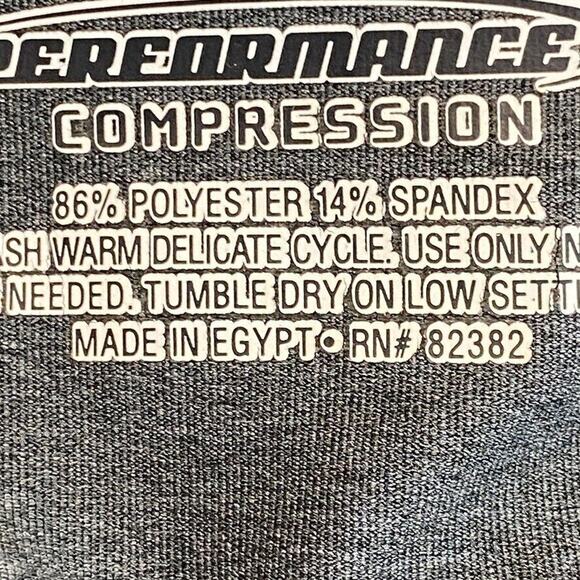 PERFORMANCE
COMPRESSION
86% POLYESTER 14% SPANDEX
ASH WARM DELICATE CYCLE. USE ONLY N
NEEDED. TUMBLE DRY ON LOW SETTI
MADE IN EGYPT • RN# 82382